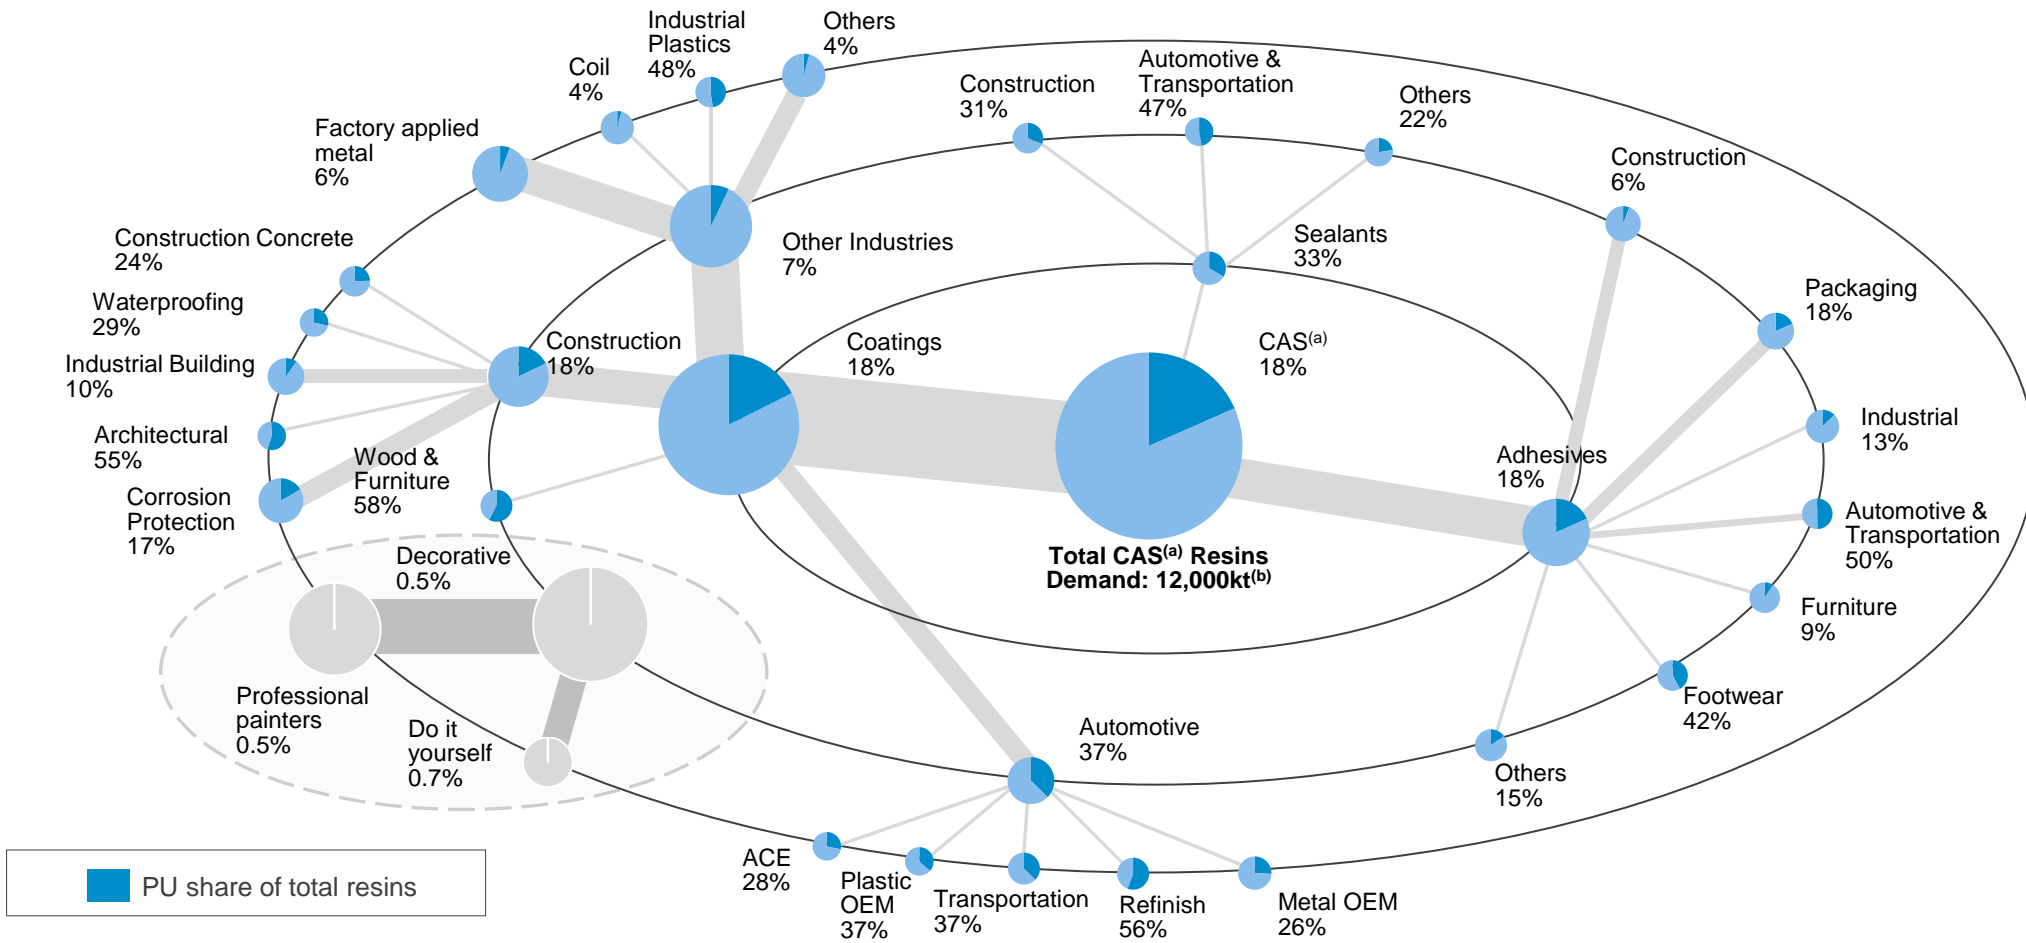 Industrial
Plastics
48%
Others
4%
Coil
4%
Automotive &
Transportation
47%
Construction
31%
Others
22%
Factory applied
metal
6%
Construction
6%
Construction Concrete
24%
Other Industries
7%
Sealants
33%
Waterproofing
29%
Packaging
18%
Industrial Building
10%
Construction
18%
Coatings
18%
CAS(a)
18%
Architectural
55%
Wood &
Furniture
58%
Adhesives
18%
Industrial
13%
Corrosion
Protection
17%
Automotive &
Transportation
50%
Decorative
0.5%
Total CAS(a) Resins
Demand: 12,000kt(b)
Furniture
9%
Professional
painters
0.5%
Do it
yourself
0.7%
Automotive
37%
Footwear
42%
Others
15%
ACE
28%
Plastic
OEM
37%
Transportation
37%
Refinish
56%
Metal OEM
26%
PU share of total resins